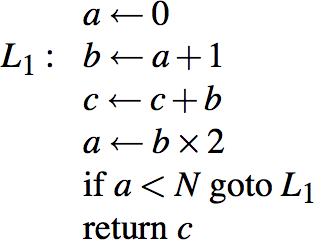 a ← 0
L₁ : b ← a + 1
c ← c + b
a ← b × 2
if a < N goto L₁
return c